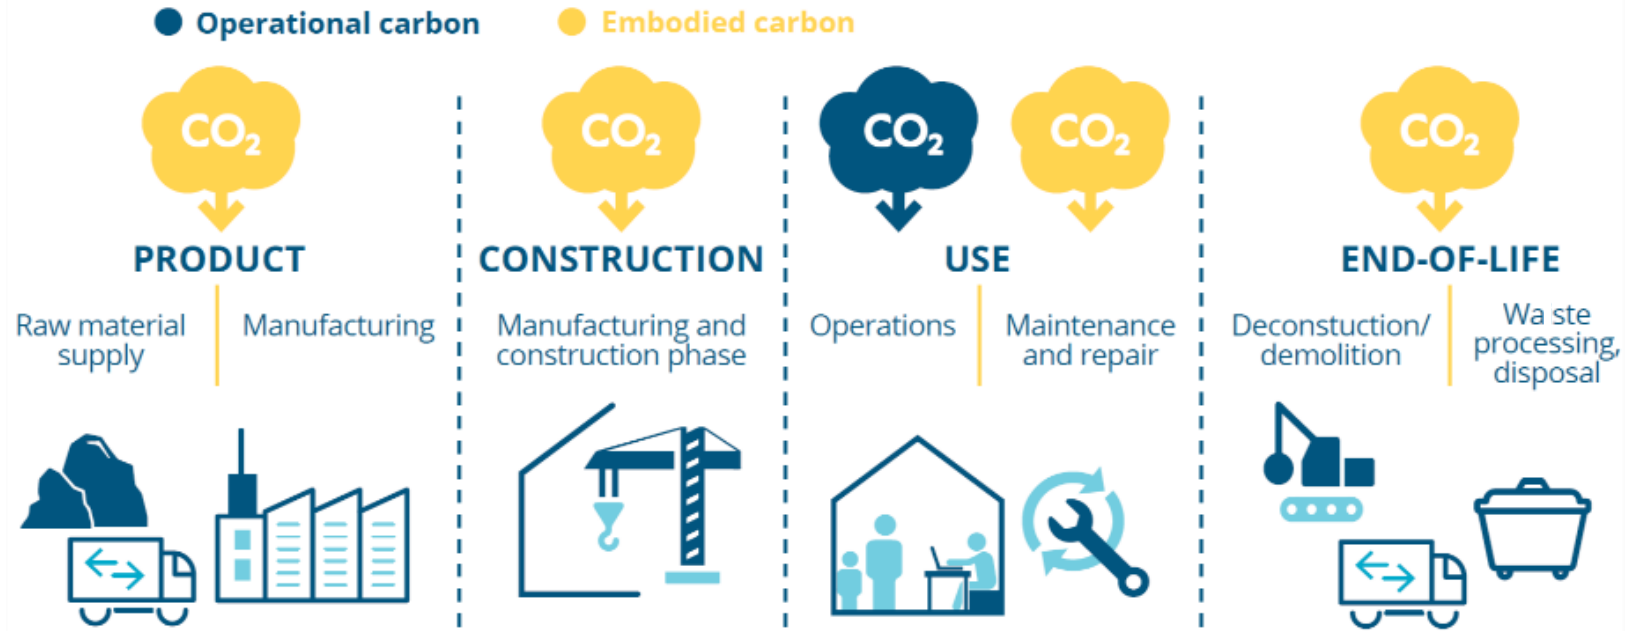 Operational carbon
Embodied carbon
CO₂
CO₂
CO₂
CO₂
CO₂
PRODUCT
CONSTRUCTION
USE
END-OF-LIFE
Raw material
supply
Manufacturing
Manufacturing and
construction phase
Operations
Maintenance
and repair
Deconstuction/
demolition
Wa ste
processing,
disposal